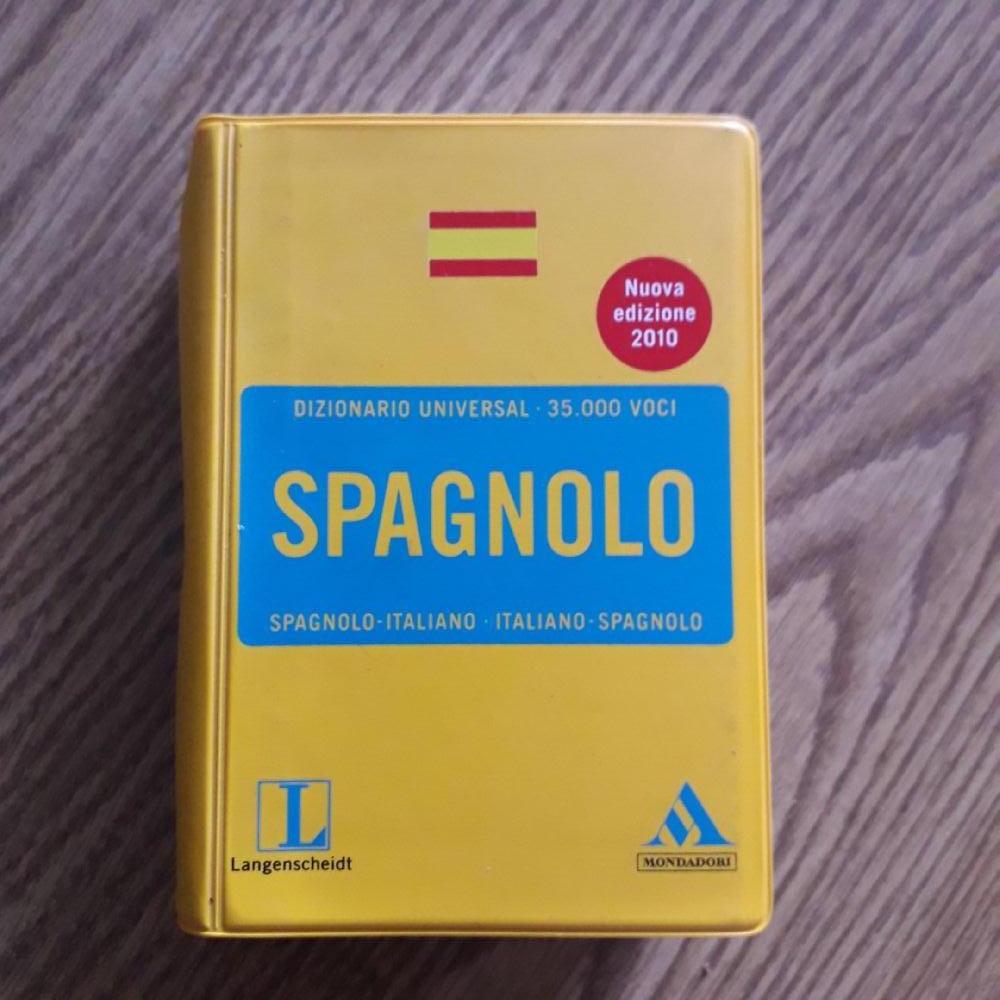 Nuova
edizione
2010
DIZIONARIO UNIVERSAL · 35.000 VOCI
SPAGNOLO
SPAGNOLO-ITALIANO · ITALIANO-SPAGNOLO
L
Langenscheidt
MONDADORI